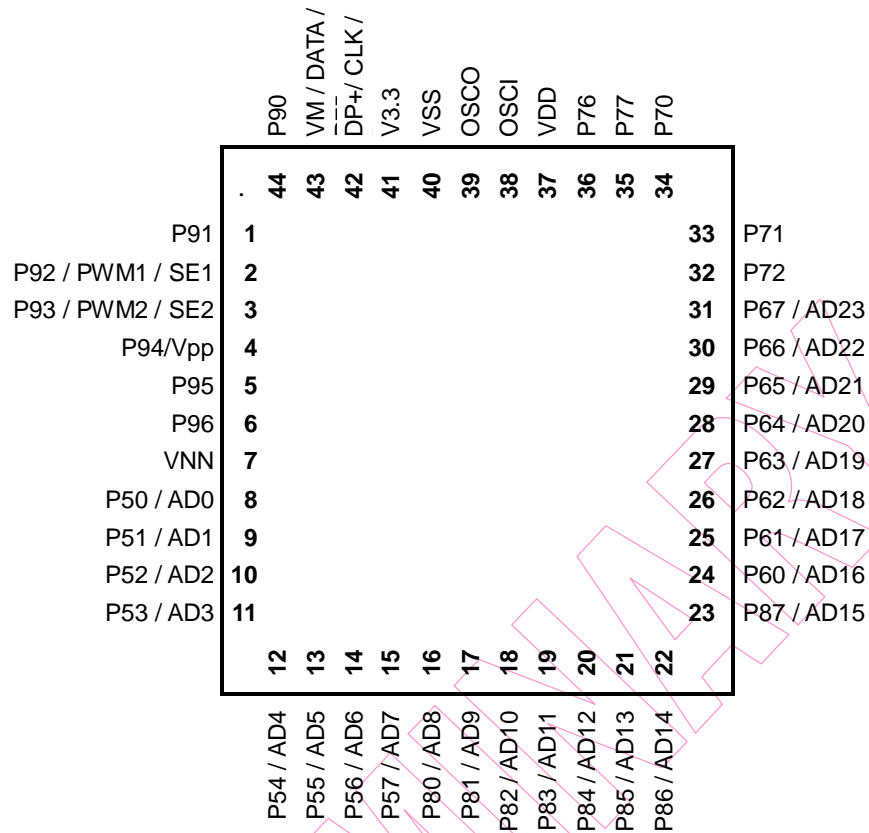 P90
VM / DATA /
DP+/ CLK /
V3.3
VSS
OSCO
OSCI
VDD
P76
P77
P70
44 43 42 41 40 39 38 37 36 35 34
P91 1
P92 / PWM1 / SE1 2
P93 / PWM2 / SE2 3
P94/Vpp 4
P95 5
P96 6
VNN 7
P50 / AD0 8
P51 / AD1 9
P52 / AD2 10
P53 / AD3 11
33 P71
32 P72
31 P67 / AD23
30 P66 / AD22
29 P65 / AD21
28 P64 / AD20
27 P63 / AD19
26 P62 / AD18
25 P61 / AD17
24 P60 / AD16
23 P87 / AD15
12 13 14 15 16 17 18 19 20 21 22
P54 / AD4
P55 / AD5
P56 / AD6
P57 / AD7
P80 / AD8
P81 / AD9
P82 / AD10
P83 / AD11
P84 / AD12
P85 / AD13
P86 / AD14